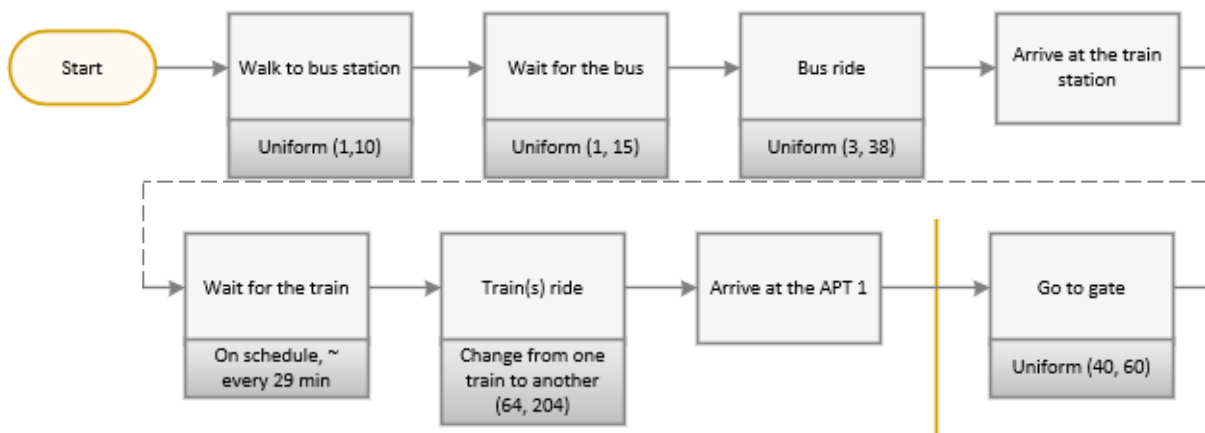 Start
Walk to bus station
Uniform (1,10)
Wait for the bus
Uniform (1, 15)
Bus ride
Uniform (3, 38)
Arrive at the train
station
Wait for the train
On schedule, ~
every 29 min
Train(s) ride
Change from one
train to another
(64, 204)
Arrive at the APT 1
Go to gate
Uniform (40, 60)